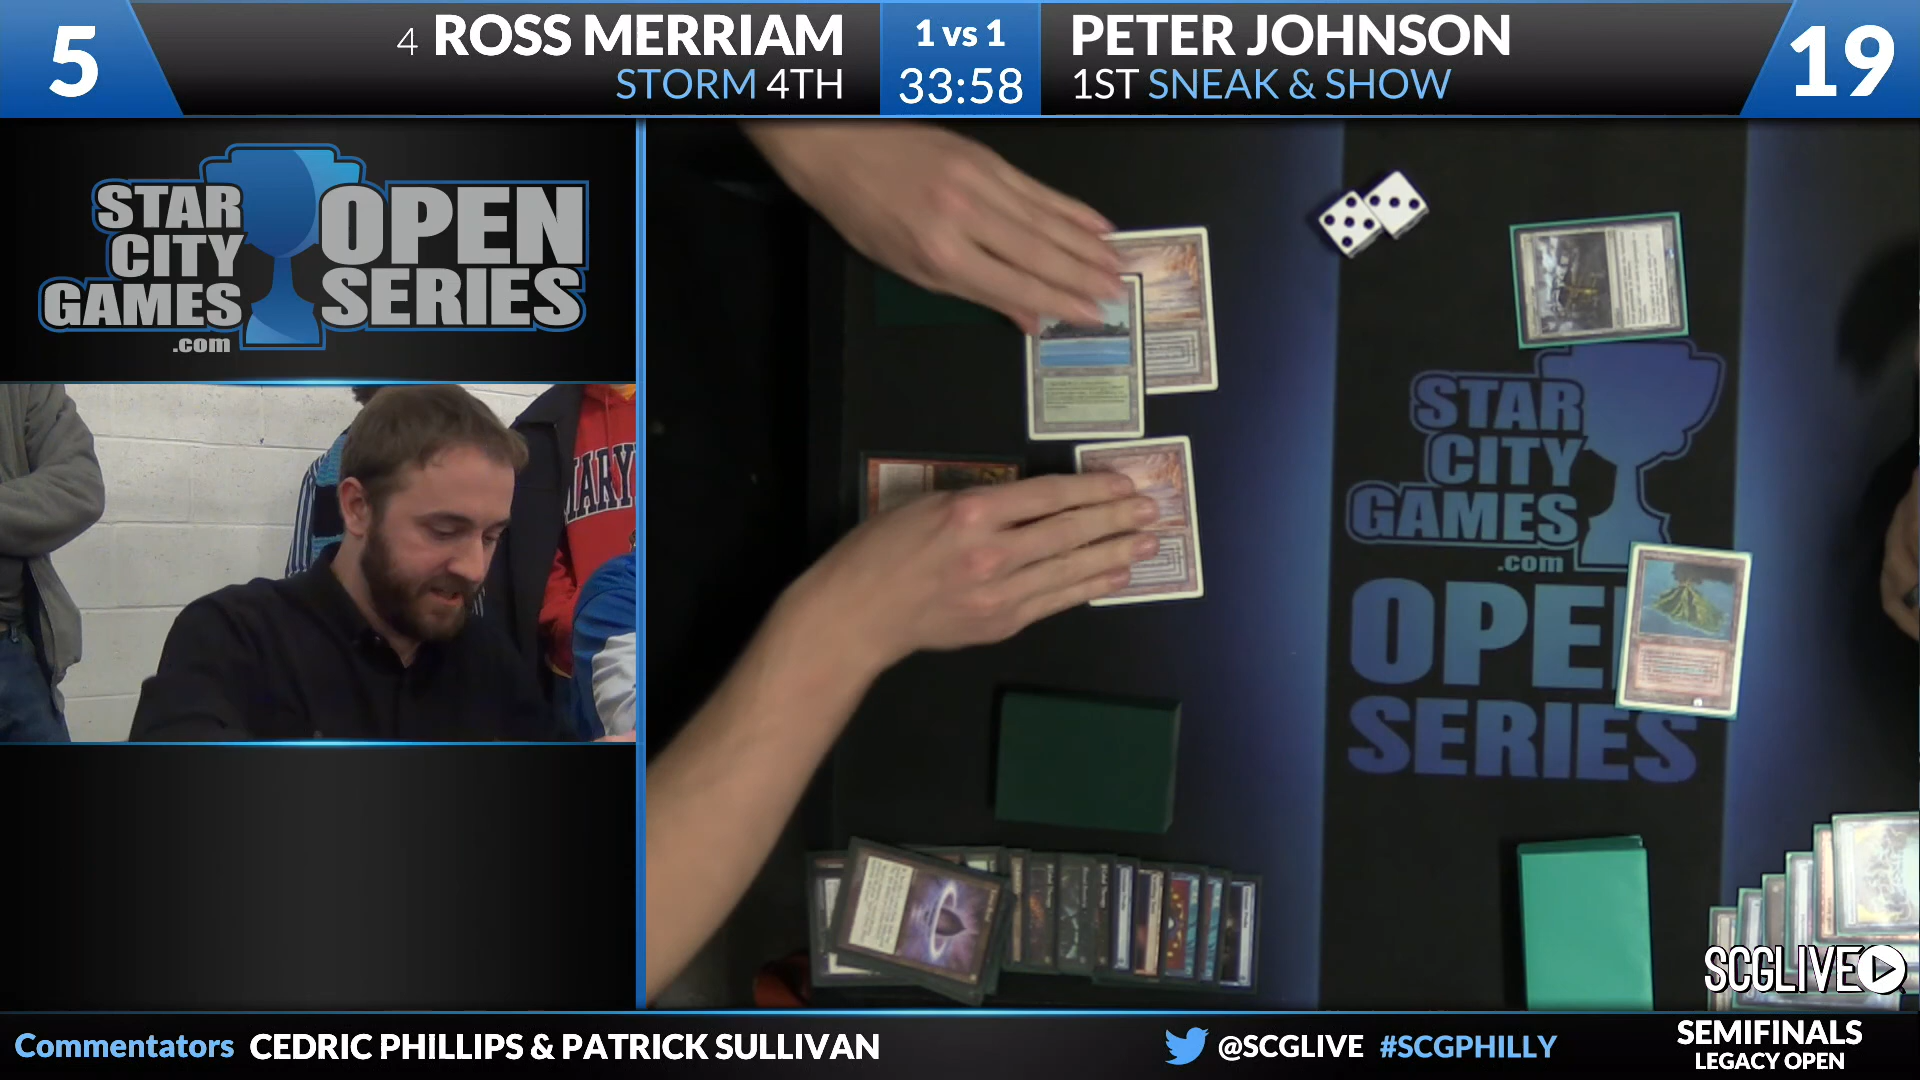 5
4 ROSS MERRIAM
STORM 4TH
1 vs 1
33:58
PETER JOHNSON
1ST SNEAK & SHOW
19
STAR
CITY
GAMES
.com
OPEN
SERIES
MARY
STAR
CITY
GAMES
.com
OPE
SERIES
SCGLIVE
Commentators CEDRIC PHILLIPS & PATRICK SULLIVAN
@SCGLIVE #SCGPHILLY
SEMIFINALS
LEGACY OPEN